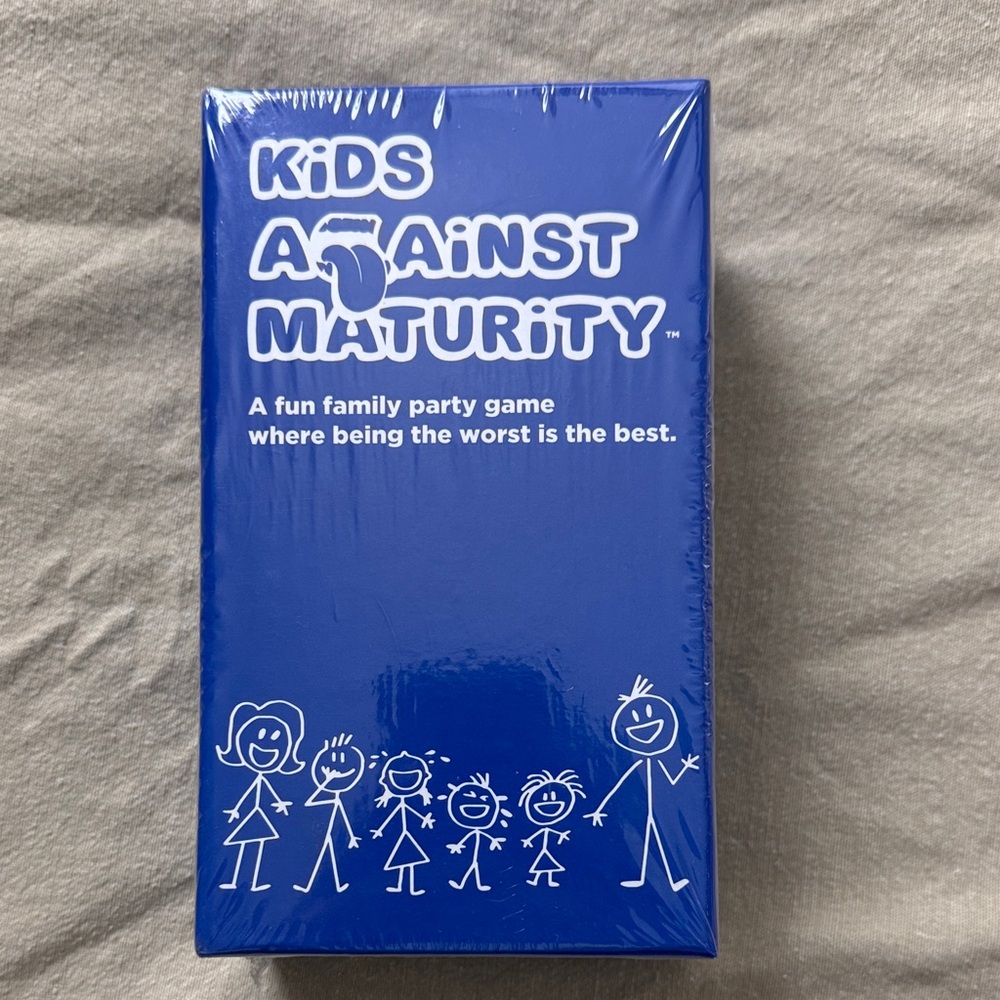 KiDS
AGAiNST
MATURiTY™
A fun family party game
where being the worst is the best.